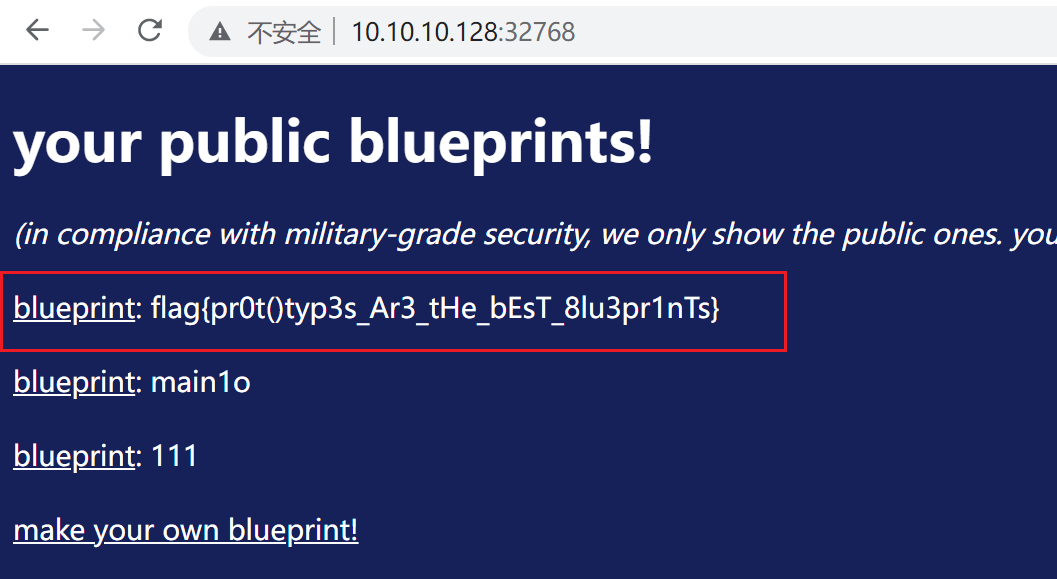 不安全 10.10.10.128:32768
your public blueprints!
(in compliance with military-grade security, we only show the public ones. you
blueprint: flag{pr0t()typ3s_Ar3_tHe_bEsT_8lu3pr1nTs}
blueprint: main1o
blueprint: 111
make your own blueprint!